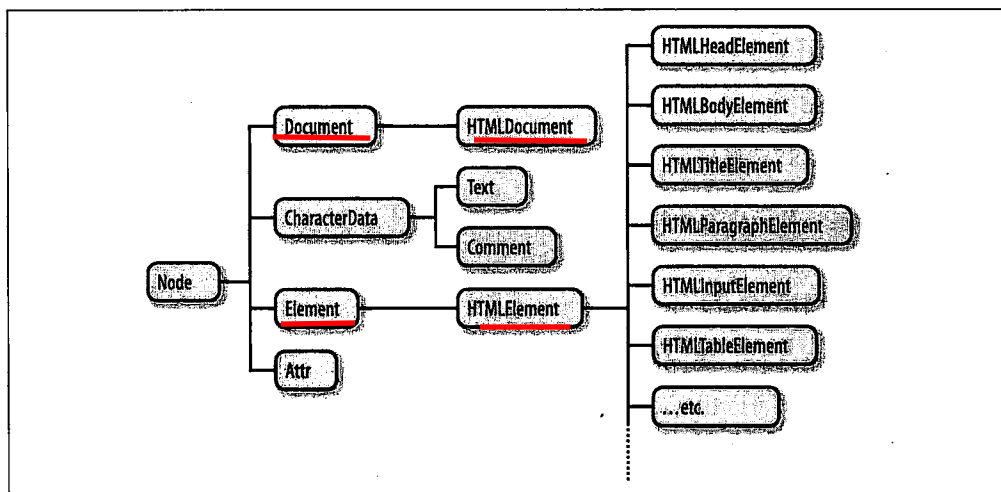 Node
Document
HTMLDocument
CharacterData
Text
Comment
Element
HTMLElement
Attr
HTMLHeadElement
HTMLBodyElement
HTMLTitleElement
HTMLParagraphElement
HTMLInputElement
HTMLTableElement
...etc.